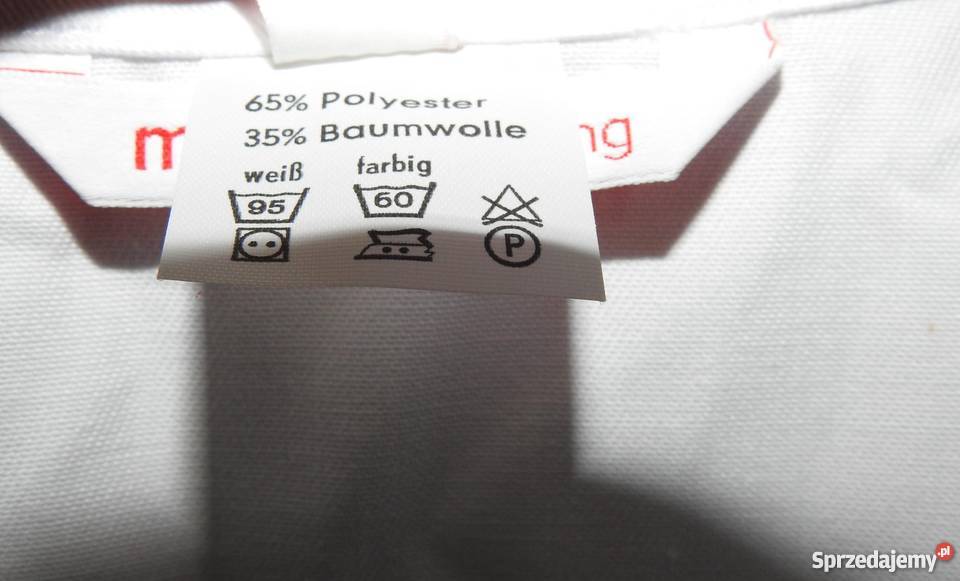 65% Polyester
35% Baumwolle
weiß farbig
95 60
P
Sprzedajemy.pl